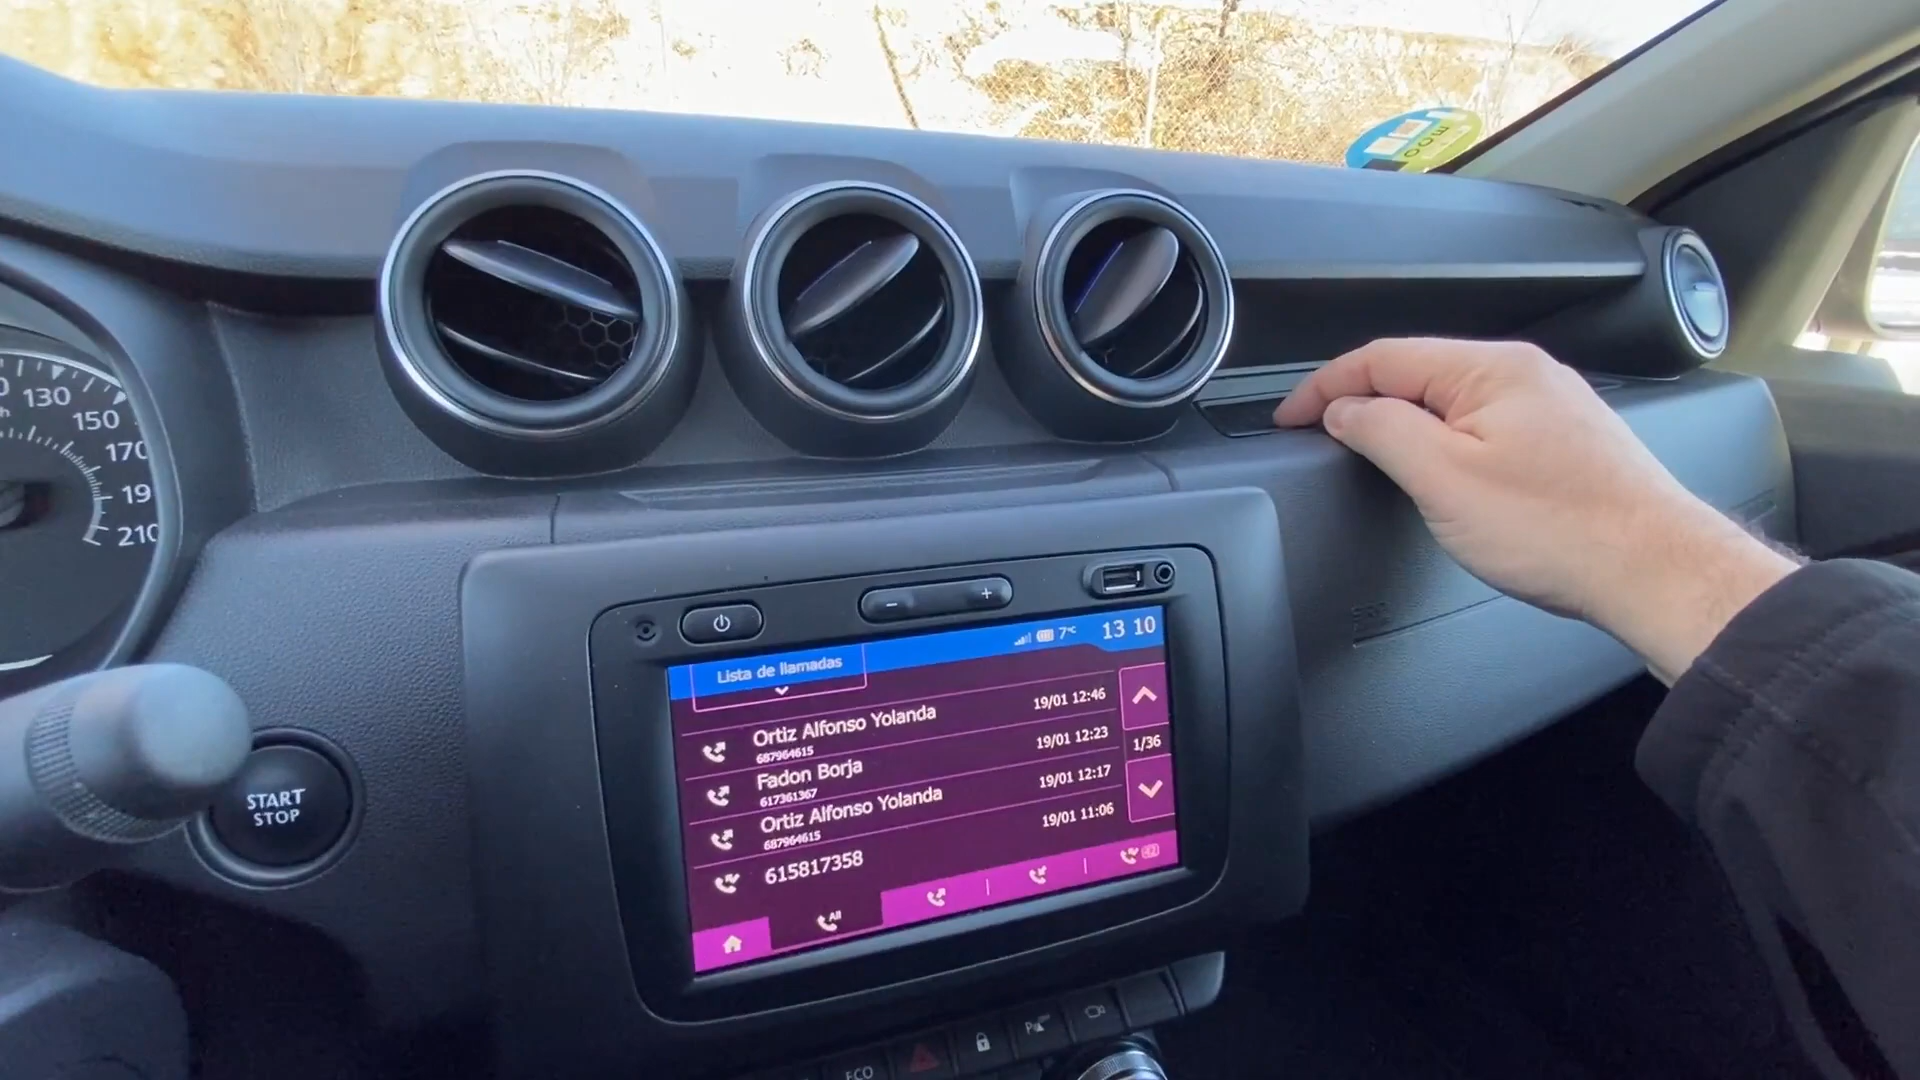 130
150
170
19
210
START
STOP
7°C
13 10
Lista de llamadas
Ortiz Alfonso Yolanda
19/01 12:46
687964615
Fadon Borja
19/01 12:23
617361367
1/36
Ortiz Alfonso Yolanda
19/01 12:17
687964615
615817358
19/01 11:06
All
42
ECO